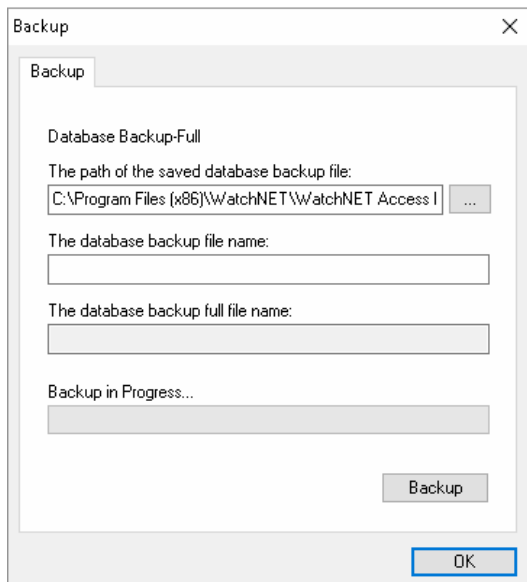 Backup
Backup
Database Backup-Full
The path of the saved database backup file:
C:\Program Files (x86)\WatchNET\WatchNET Access
...
The database backup file name:
The database backup full file name:
Backup in Progress...
Backup
OK